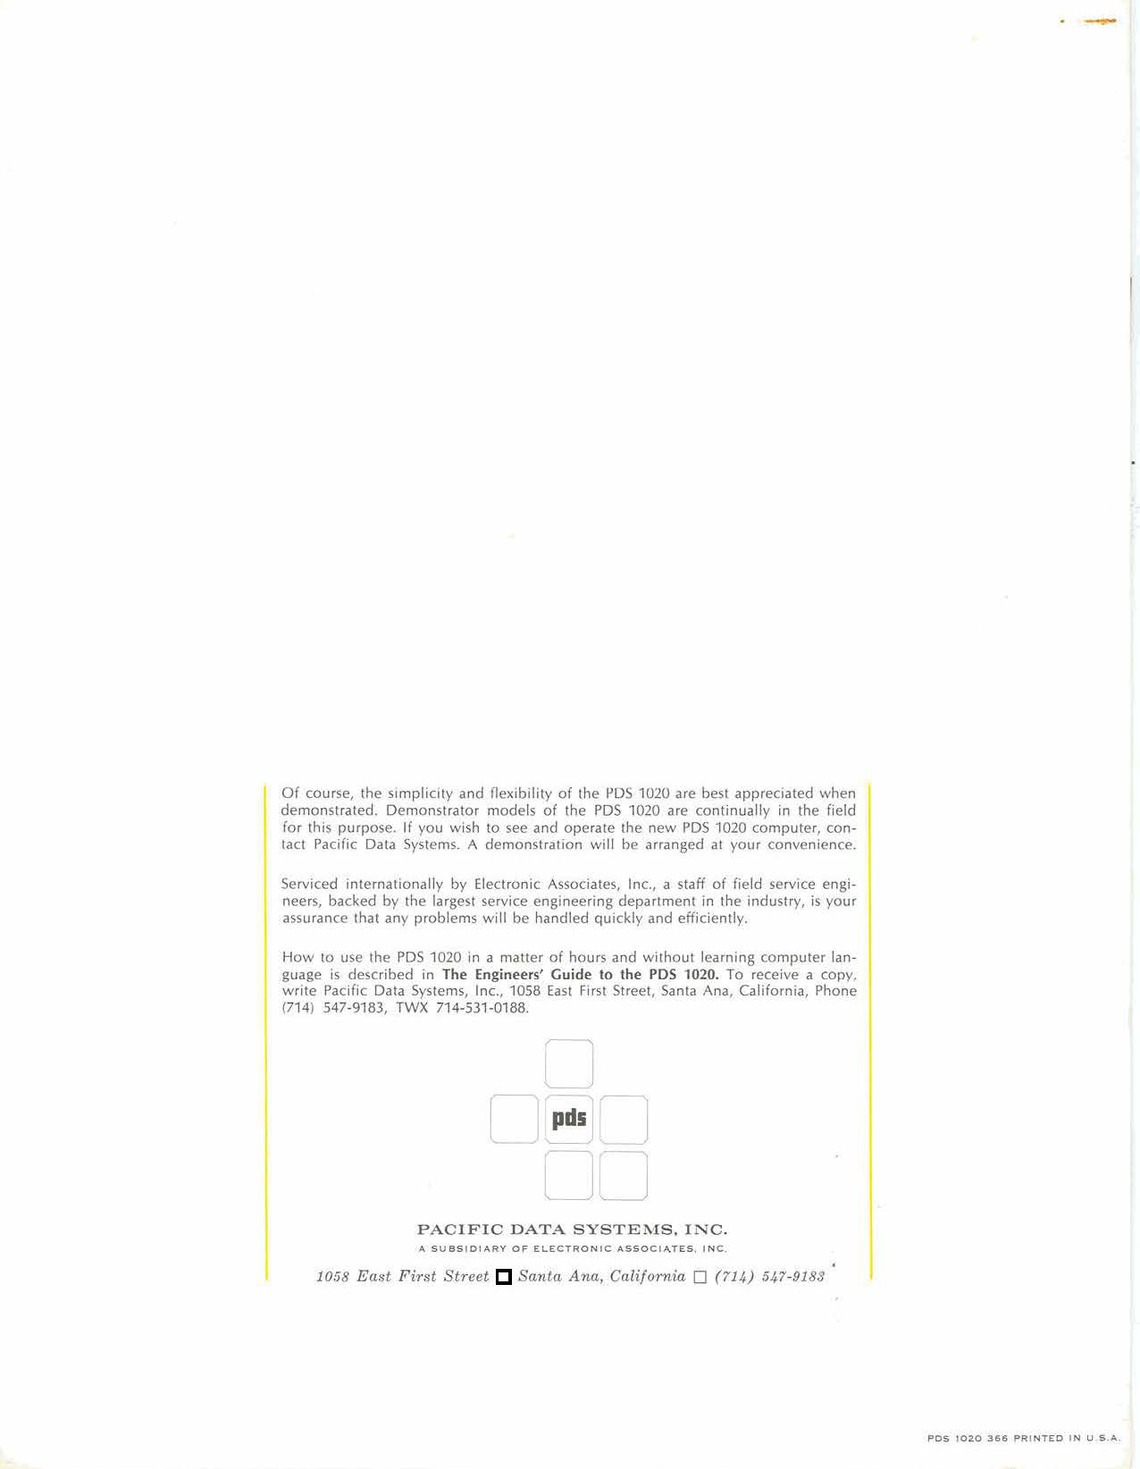 Of course, the simplicity and flexibility of the PDS 1020 are best appreciated when
demonstrated. Demonstrator models of the PDS 1020 are continually in the field
for this purpose. If you wish to see and operate the new PDS 1020 computer, con-
tact Pacific Data Systems. A demonstration will be arranged at your convenience.
Serviced internationally by Electronic Associates, Inc., a staff of field service engi-
neers, backed by the largest service engineering department in the industry, is your
assurance that any problems will be handled quickly and efficiently.
How to use the PDS 1020 in a matter of hours and without learning computer lan-
guage is described in The Engineers' Guide to the PDS 1020. To receive a copy,
write Pacific Data Systems, Inc., 1058 East First Street, Santa Ana, California, Phone
(714) 547-9183, TWX 714-531-0188.
pds
PACIFIC DATA SYSTEMS, INC.
A SUBSIDIARY OF ELECTRONIC ASSOCIATES, INC.
1058 East First Street □ Santa Ana, California □ (714) 547-9183
PDS 1020 366 PRINTED IN U.S.A.